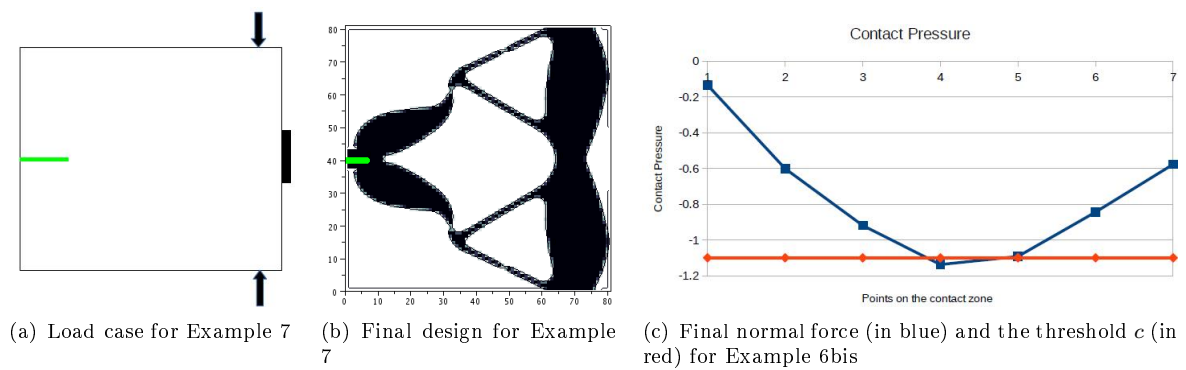 80
70
60
50
40
30
20
10
0
0 10 20 30 40 50 60 70 80
Contact Pressure
0
-0.2
-0.4
-0.6
-0.8
-1
-1.2
1 2 3 4 5 6 7
Contact Pressure
Points on the contact zone
(a) Load case for Example 7
(b) Final design for Example
7
(c) Final normal force (in blue) and the threshold c (in
red) for Example 6bis